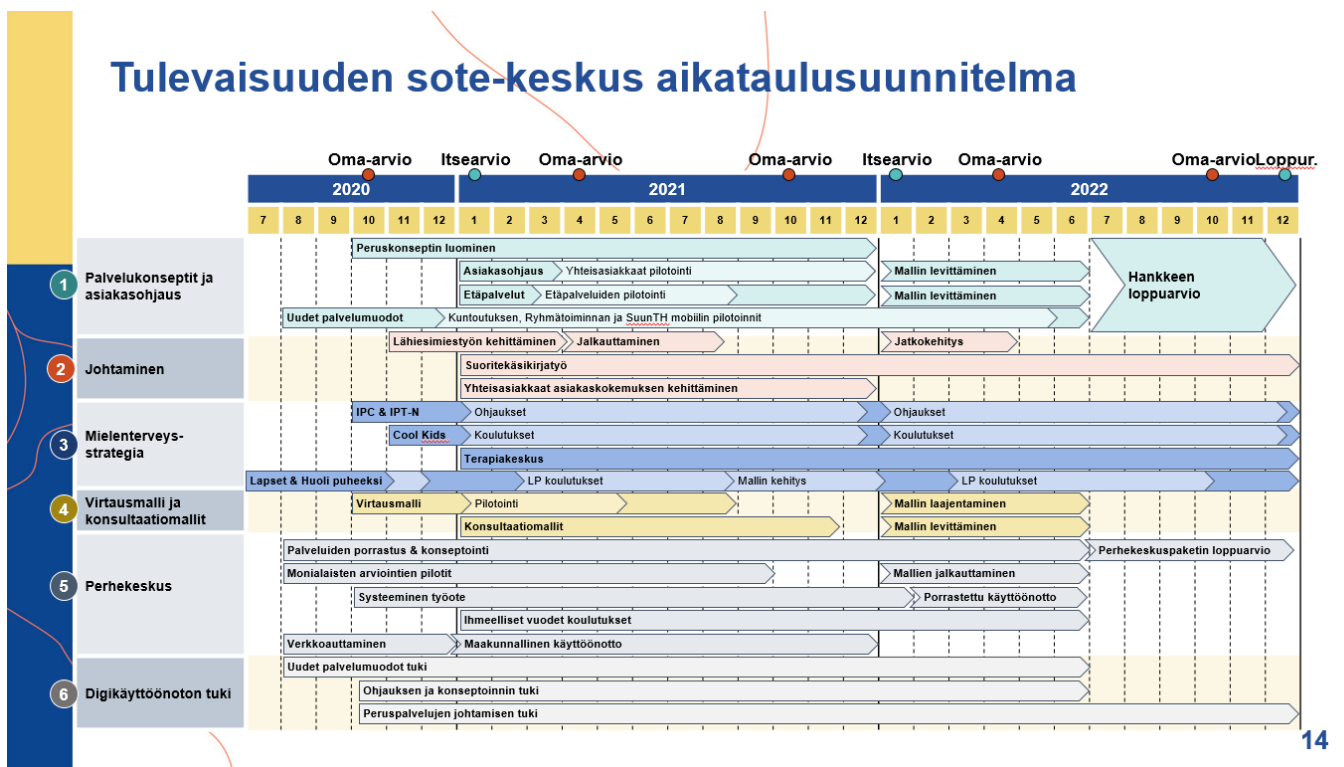 Tulevaisuuden sote-keskus aikataulusuunnitelma
Oma-arvio Itsearvio Oma-arvio Oma-arvio Itsearvio Oma-arvio Oma-arvio Loppur.
2020 2021 2022
7 8 9 10 11 12 1 2 3 4 5 6 7 8 9 10 11 12 1 2 3 4 5 6 7 8 9 10 11 12
1
Palvelukonseptit ja
asiakasohjaus
Peruskonseptin luominen
Asiakasohjaus Yhteisasiakkaat pilotointi Mallin levittäminen
Etäpalvelut Etäpalveluiden pilotointi Mallin levittäminen
Uudet palvelumuodot Kuntoutuksen, Ryhmätoiminnan ja SuunTH mobiilin pilotoinnit
Hankkeen
loppuarvio
2
Johtaminen
Lähiesimiestyön kehittäminen Jalkauttaminen Jatkokehitys
Suoritekäsikirjatyö
Yhteisasiakkaat asiakaskokemuksen kehittäminen
3
Mielenterveys-
strategia
IPC & IPT-N Ohjaukset Ohjaukset
Cool Kids Koulutukset Koulutukset
Terapiakeskus
Lapset & Huoli puheeksi LP koulutukset Mallin kehitys LP koulutukset
4
Virtausmalli ja
konsultaatiomallit
Virtausmalli Pilotointi Mallin laajentaminen
Konsultaatiomallit Mallin levittäminen
5
Perhekeskus
Palveluiden porrastus & konseptointi Perhekeskuspaketin loppuarvio
Monialaisten arviointien pilotit Mallien jalkauttaminen
Systeeminen työote Porrastettu käyttöönotto
Ihmeelliset vuodet koulutukset
Verkkoauttaminen Maakunnallinen käyttöönotto
6
Digikäyttöönoton tuki
Uudet palvelumuodot tuki
Ohjauksen ja konseptoinnin tuki
Peruspalvelujen johtamisen tuki
14